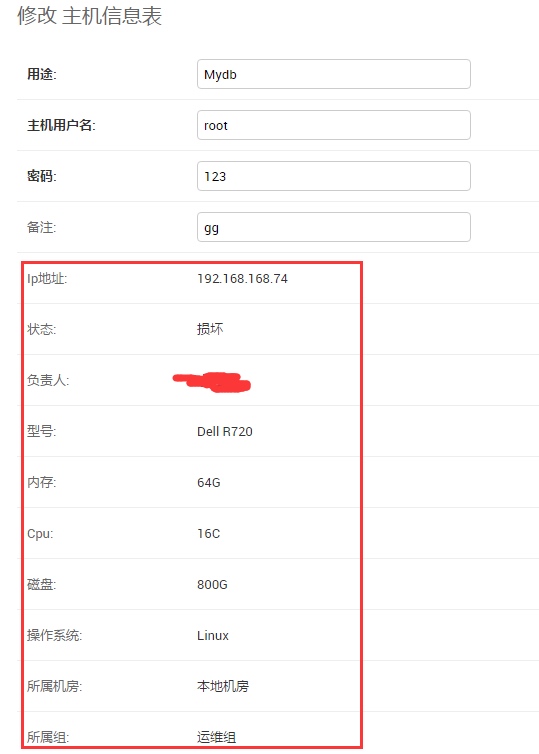 修改 主机信息表
用途: Mydb
主机用户名: root
密码: 123
备注: gg
Ip地址: 192.168.168.74
状态: 损坏
负责人:
型号: Dell R720
内存: 64G
Cpu: 16C
磁盘: 800G
操作系统: Linux
所属机房: 本地机房
所属组: 运维组